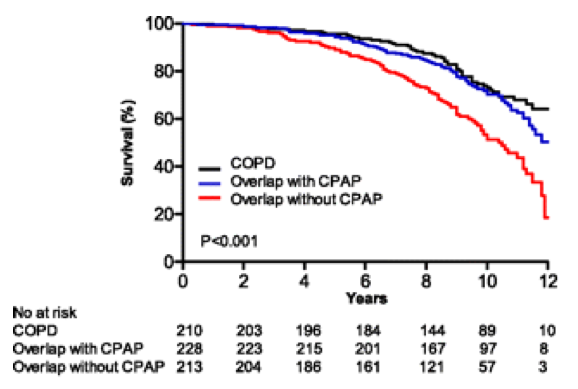 100
80
60
40
20
0
Survival (%)
COPD
Overlap with CPAP
Overlap without CPAP
P<0.001
0 2 4 6 8 10 12
Years
No at risk
COPD 210 203 196 184 144 89 10
Overlap with CPAP 228 223 215 201 167 97 8
Overlap without CPAP 213 204 186 161 121 57 3